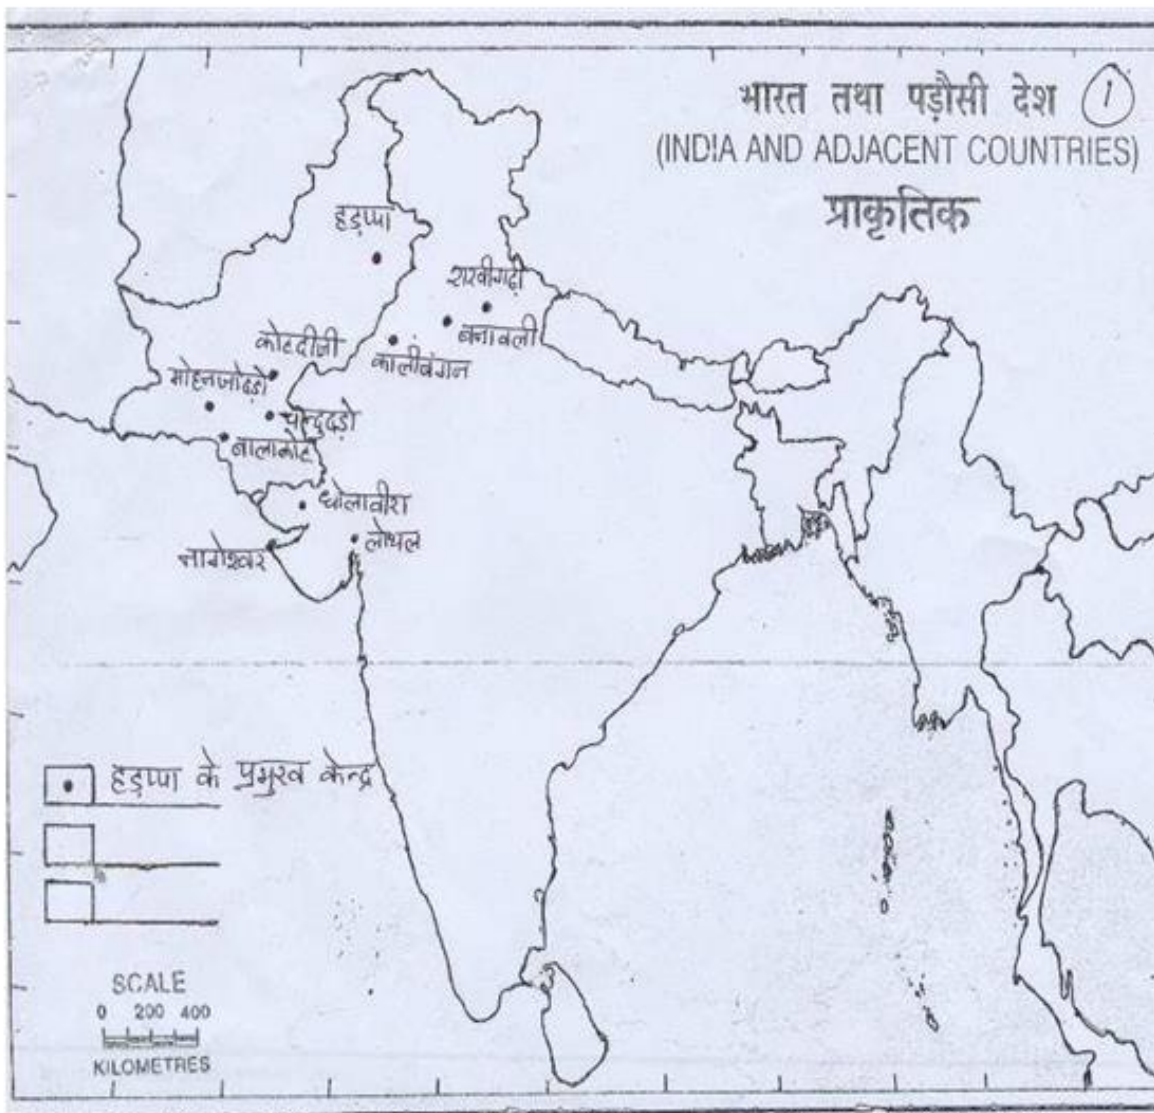 भारत तथा पड़ौसी देश 1
(INDIA AND ADJACENT COUNTRIES)
प्राकृतिक
हड़प्पा
राखीगढ़ी
बनावली
कोटदीजी
कालीबंगन
मोहनजोदडो
चन्हुदड़ो
बालाकोट
धोलावीरा
लोथल
नागेश्वर
हड़प्पा के प्रमुख केन्द्र
SCALE
0 200 400
KILOMETRES